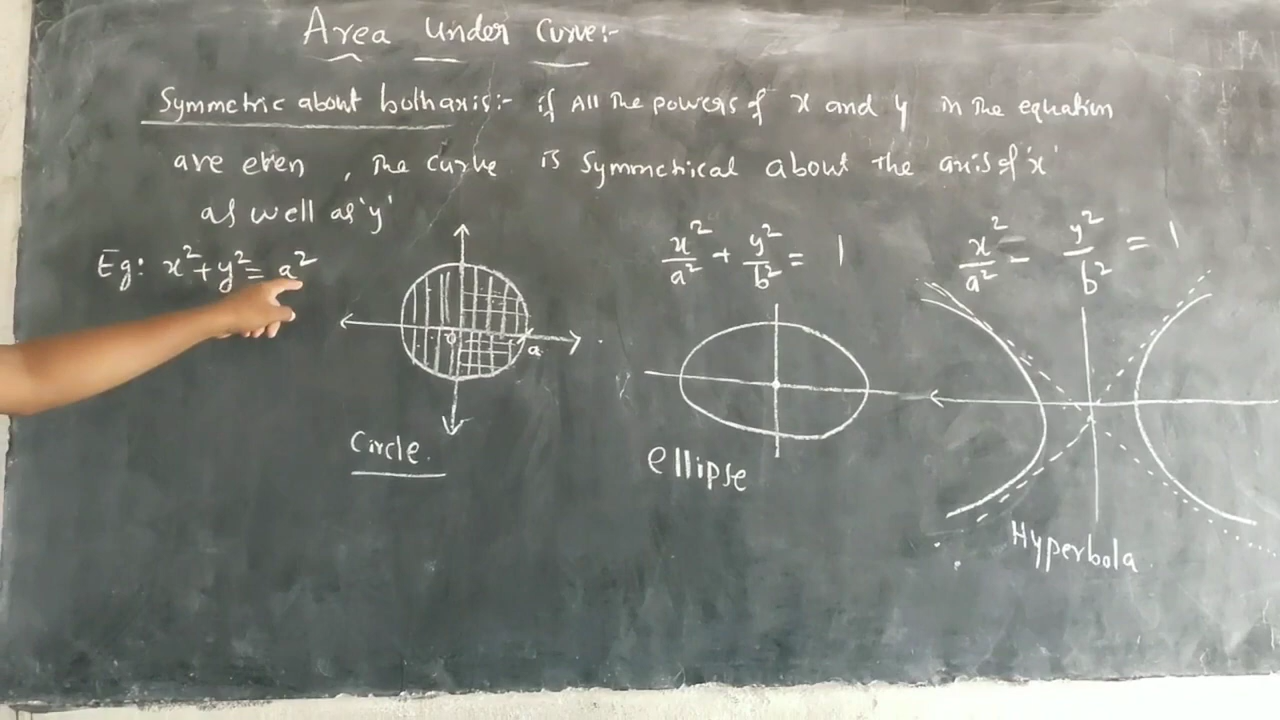 Area Under Curve:-
Symmetric about both axis:- if All the powers of x and y in the equation
are even, the curve is symmetrical about the axis of 'x'
as well as 'y'
Eg: x² + y² = a²
x²/a² + y²/b² = 1
x²/a² - y²/b² = 1
0
a
Circle.
ellipse
Hyperbola